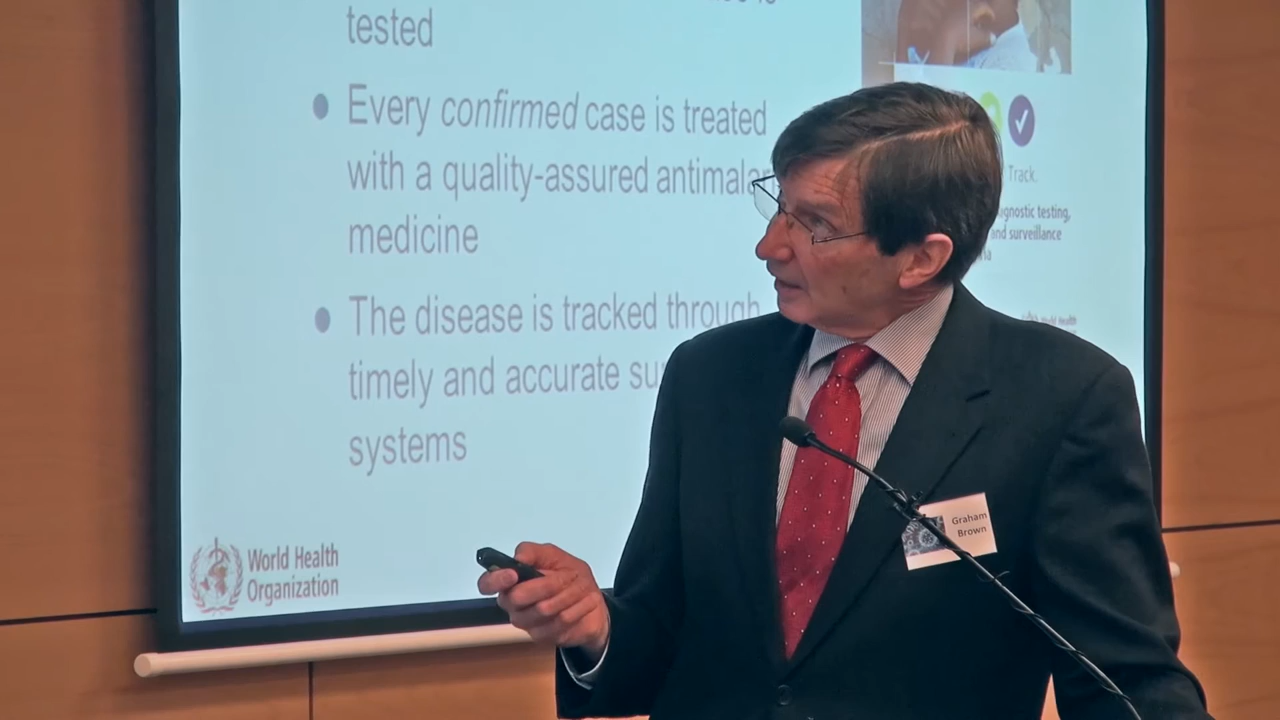 tested
• Every confirmed case is treated
with a quality-assured antimalar
medicine
• The disease is tracked through
timely and accurate su
systems
World Health
Organization
Track.
gnostic testing,
and surveillance
Graham
Brown